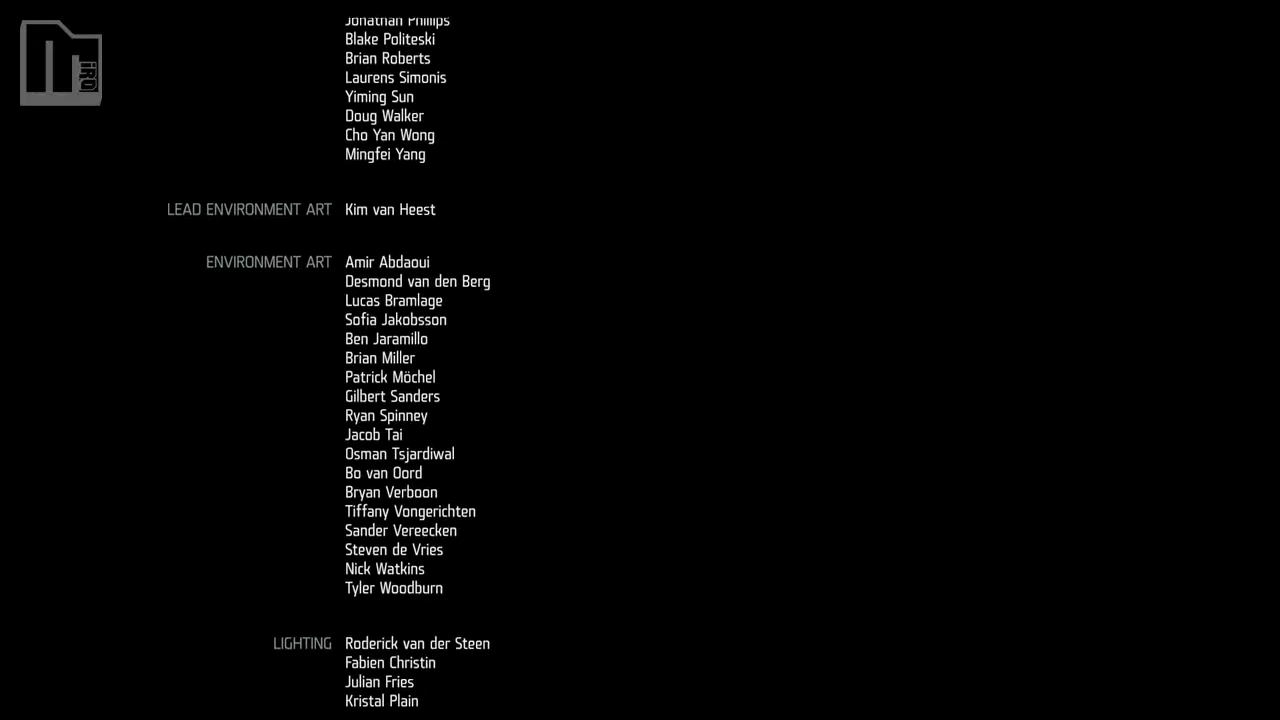 Jonathan Phillips
Blake Politeski
Brian Roberts
Laurens Simonis
Yiming Sun
Doug Walker
Cho Yan Wong
Mingfei Yang
LEAD ENVIRONMENT ART Kim van Heest
ENVIRONMENT ART Amir Abdaoui
Desmond van den Berg
Lucas Bramlage
Sofia Jakobsson
Ben Jaramillo
Brian Miller
Patrick Möchel
Gilbert Sanders
Ryan Spinney
Jacob Tai
Osman Tsjardiwal
Bo van Oord
Bryan Verboon
Tiffany Vongerichten
Sander Vereecken
Steven de Vries
Nick Watkins
Tyler Woodburn
LIGHTING Roderick van der Steen
Fabien Christin
Julian Fries
Kristal Plain